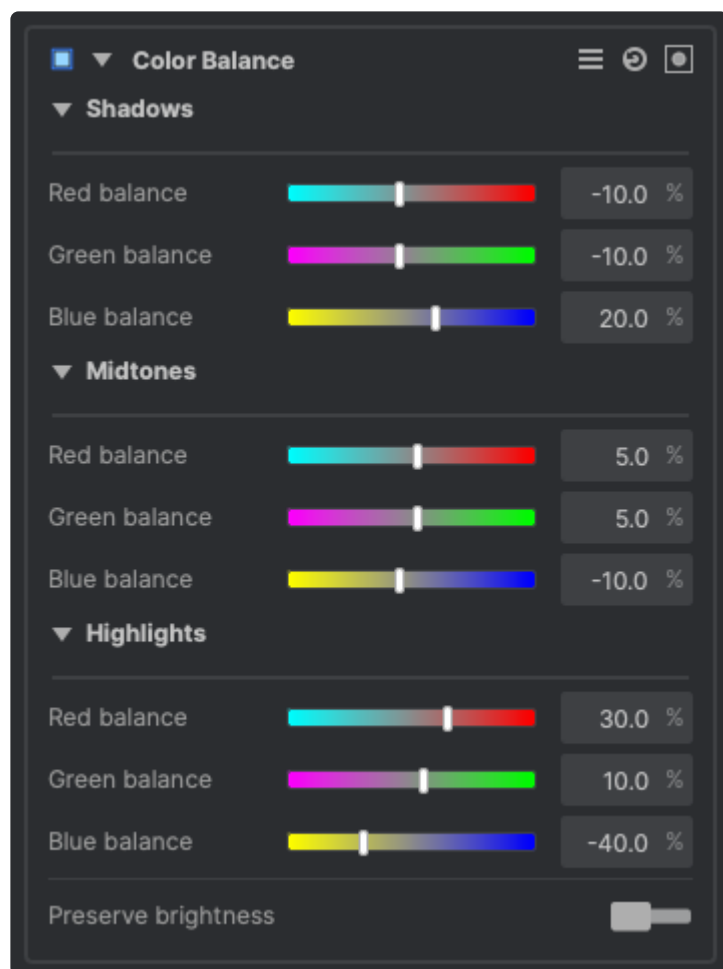 Color Balance
Shadows
Red balance -10.0 %
Green balance -10.0 %
Blue balance 20.0 %
Midtones
Red balance 5.0 %
Green balance 5.0 %
Blue balance -10.0 %
Highlights
Red balance 30.0 %
Green balance 10.0 %
Blue balance -40.0 %
Preserve brightness